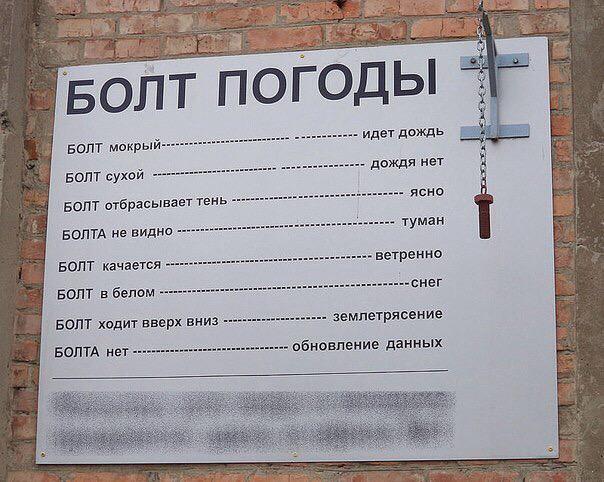 БОЛТ ПОГОДЫ
БОЛТ мокрый---------------------- ----------- идет дождь
БОЛТ сухой ----------------------- -------------- дождя нет
БОЛТ отбрасывает тень ----------------------------- ясно
БОЛТА не видно ------------------------------------- туман
БОЛТ качается ----------------------------------- ветренно
БОЛТ в белом ------------------------------------------снег
БОЛТ ходит вверх вниз ------------------ землетрясение
БОЛТА нет --------------------------- обновление данных